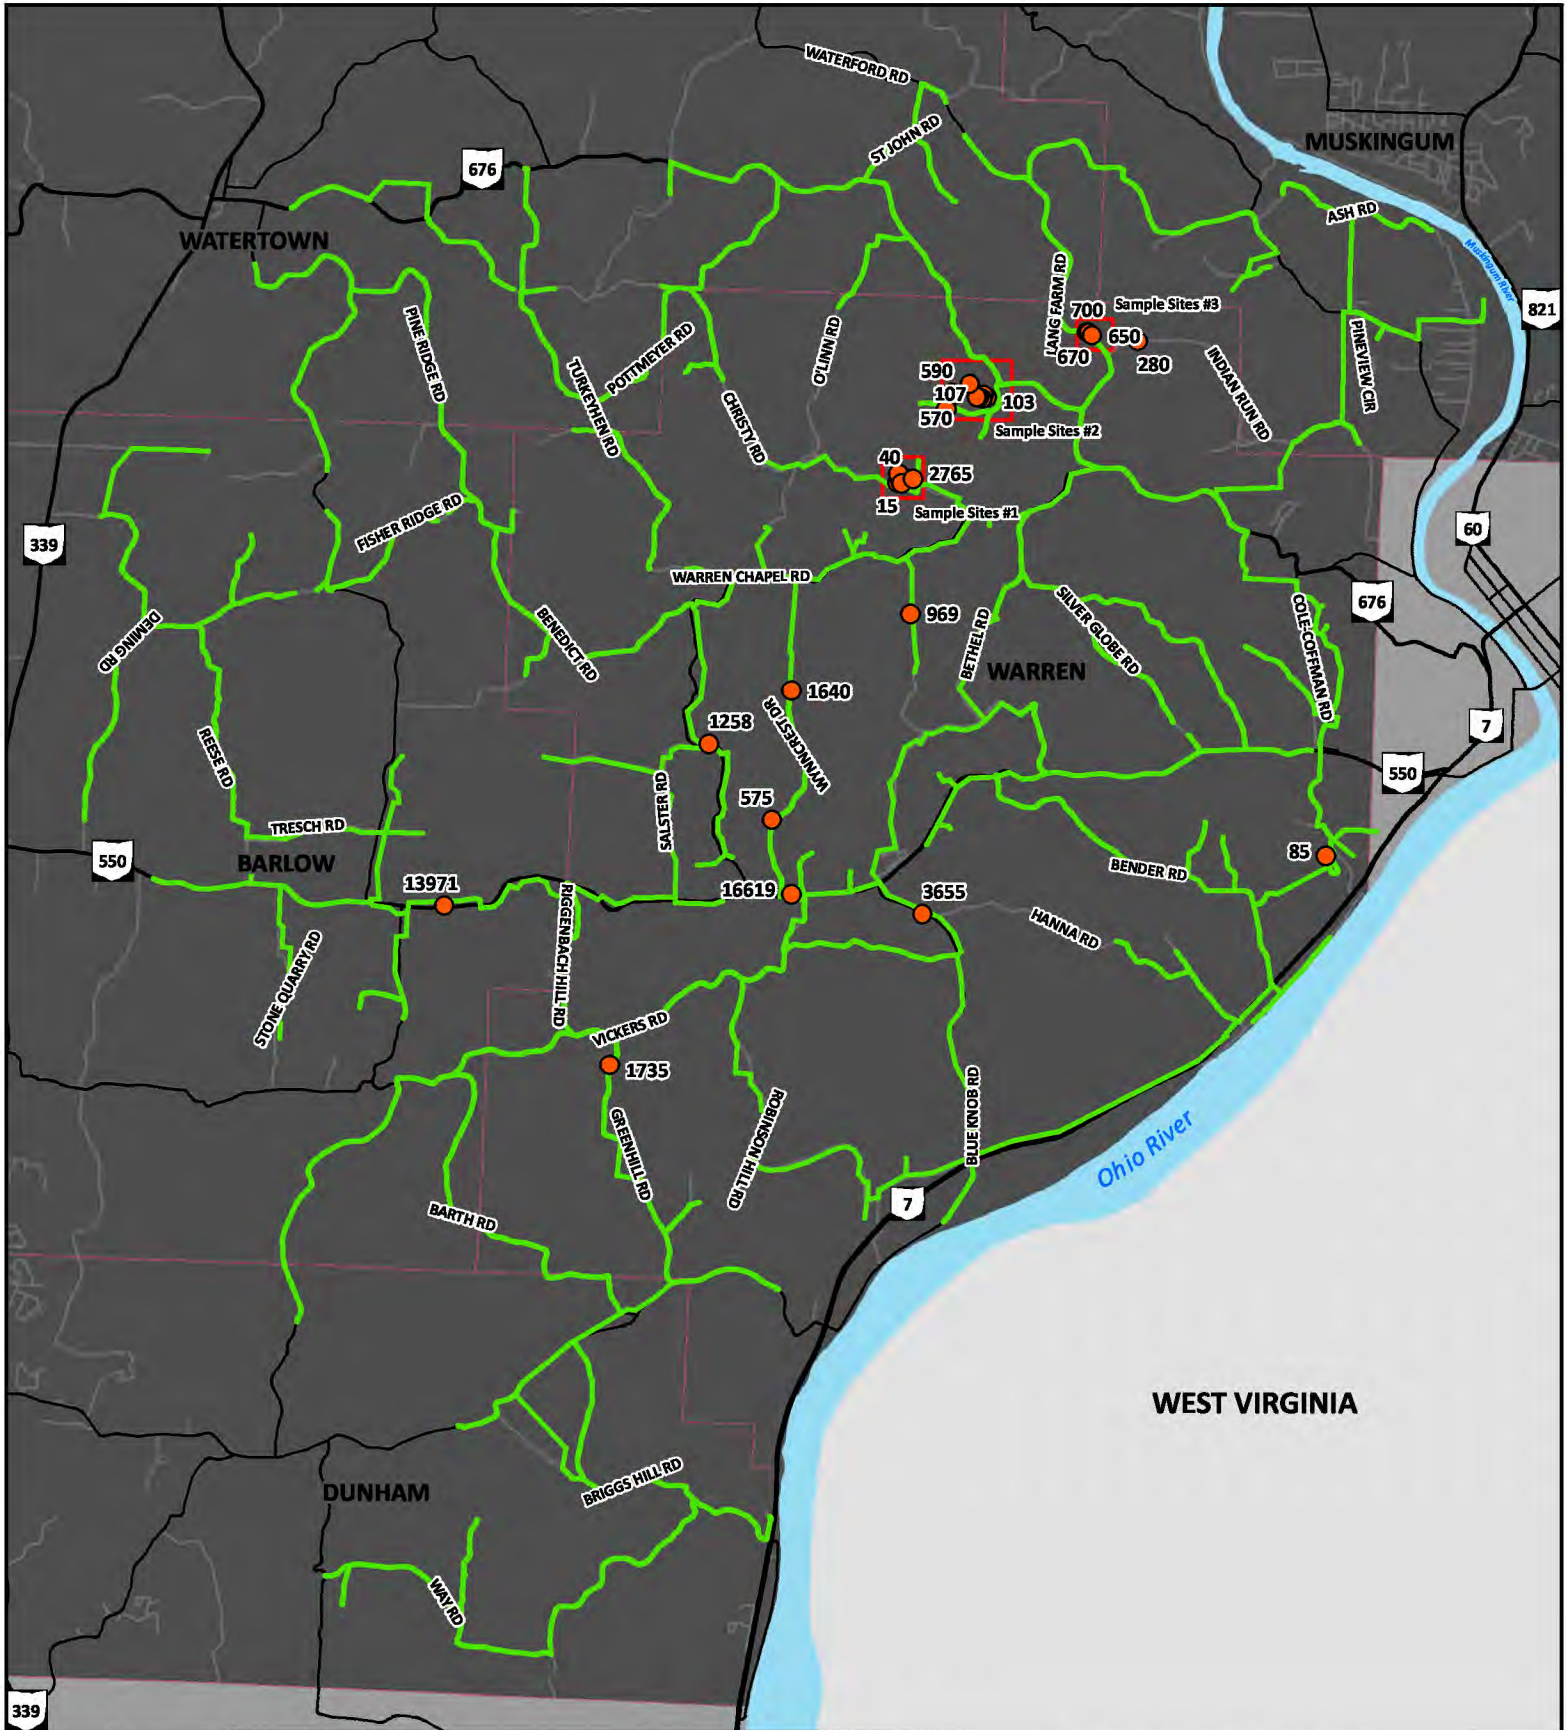 WATERFORD RD
MUSKINGUM
ST JOHN RD
676
ASH RD
WATERTOWN
Muskingum River
LANG FARM RD
700
Sample Sites #3
821
PINE RIDGE RD
POTTMEYER RD
O'LINN RD
650
670
280
INDIAN RUN RD
PINEVIEW CIR
TURKEYHEN RD
590
107
103
570
CHRISTY RD
Sample Sites #2
40
2765
15
Sample Sites #1
FISHER RIDGE RD
339
60
WARREN CHAPEL RD
676
969
DEMING RD
BENEDICT RD
BETHEL RD
SILVER GLOBE RD
COLE-COFFMAN RD
WARREN
1640
1258
WYNNCREST DR
7
REESE RD
550
SALSTER RD
575
TRESCH RD
BARLOW
550
85
BENDER RD
13971
RIGGENBACH HILL RD
16619
3655
HANNA RD
STONE QUARRY RD
VICKERS RD
1735
GREENHILL RD
ROBINSON HILL RD
BLUE KNOB RD
Ohio River
BARTH RD
7
WEST VIRGINIA
DUNHAM
BRIGGS HILL RD
WAY RD
339